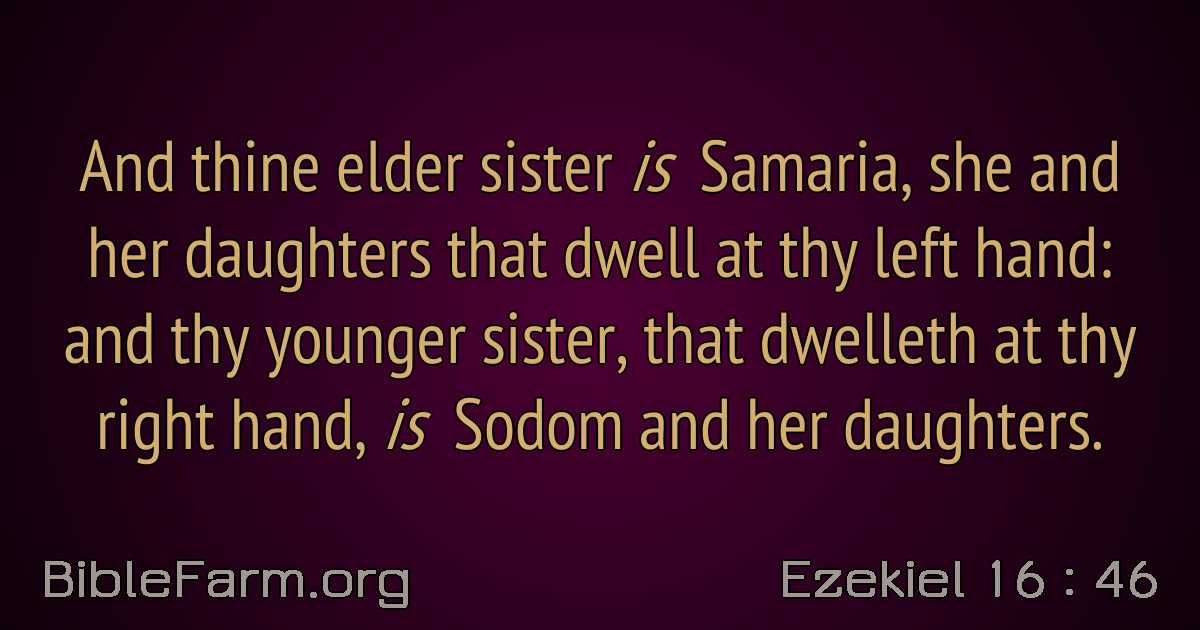 And thine elder sister is Samaria, she and
her daughters that dwell at thy left hand:
and thy younger sister, that dwelleth at thy
right hand, is Sodom and her daughters.
BibleFarm.org
Ezekiel 16 : 46